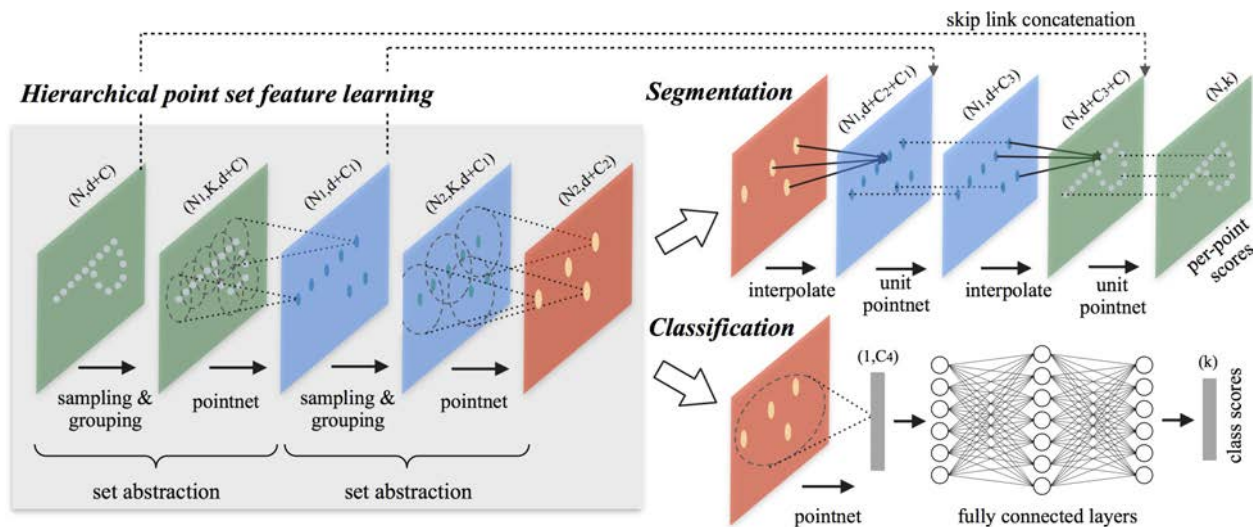 skip link concatenation
Hierarchical point set feature learning
(N,d+C)
(N1,K,d+C)
(N1,d+C1)
(N2,K,d+C1)
(N2,d+C2)
sampling &
grouping
pointnet
sampling &
grouping
pointnet
set abstraction
set abstraction
Segmentation
(N1,d+C2+C1)
(N1,d+C3)
(N,d+C3+C)
(N,k)
interpolate
unit
pointnet
interpolate
unit
pointnet
per-point
scores
Classification
(1,C4)
(k)
class scores
pointnet
fully connected layers